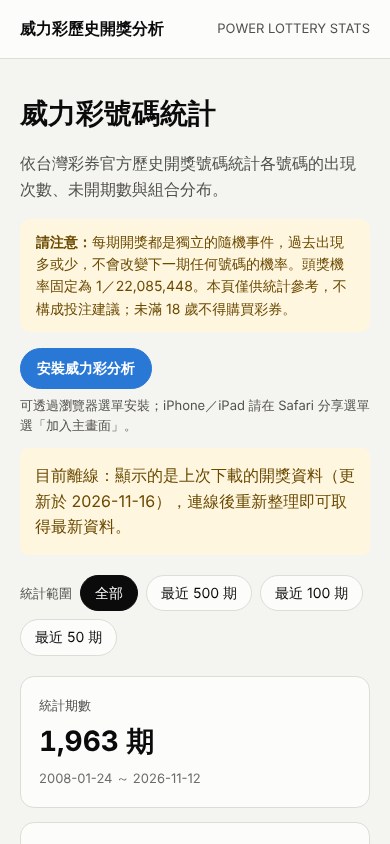 威力彩歷史開獎分析
POWER LOTTERY STATS
威力彩號碼統計
依台灣彩券官方歷史開獎號碼統計各號碼的出現
次數、未開期數與組合分布。
請注意：每期開獎都是獨立的隨機事件，過去出現
多或少，不會改變下一期任何號碼的機率。頭獎機
率固定為 1／22,085,448。本頁僅供統計參考，不
構成投注建議；未滿 18 歲不得購買彩券。
安裝威力彩分析
可透過瀏覽器選單安裝；iPhone／iPad 請在 Safari 分享選單
選「加入主畫面」。
目前離線：顯示的是上次下載的開獎資料（更
新於 2026-11-16），連線後重新整理即可取
得最新資料。
統計範圍
全部
最近 500 期
最近 100 期
最近 50 期
統計期數
1,963 期
2008-01-24 ～ 2026-11-12